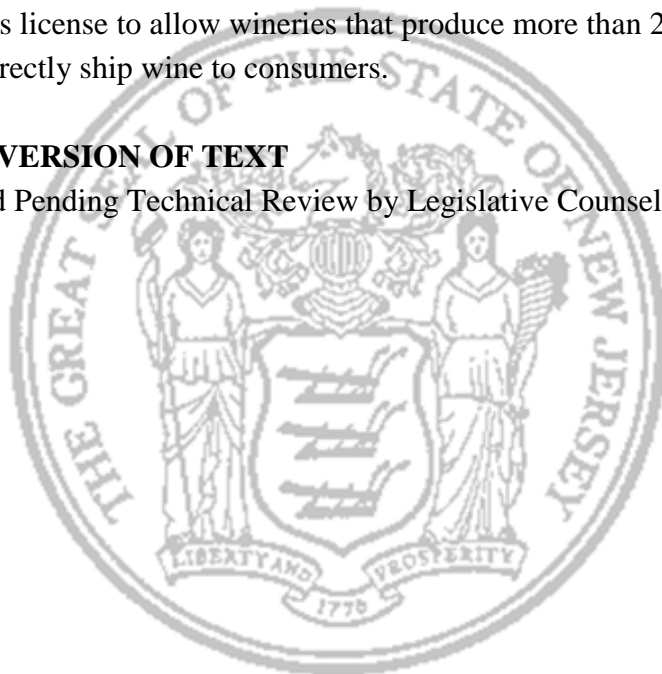 s license to allow wineries that produce more than 2
rectly ship wine to consumers.
VERSION OF TEXT
d Pending Technical Review by Legislative Counsel
THE GREAT SEAL OF THE STATE OF NEW JERSEY
LIBERTY AND PROSPERITY
1776